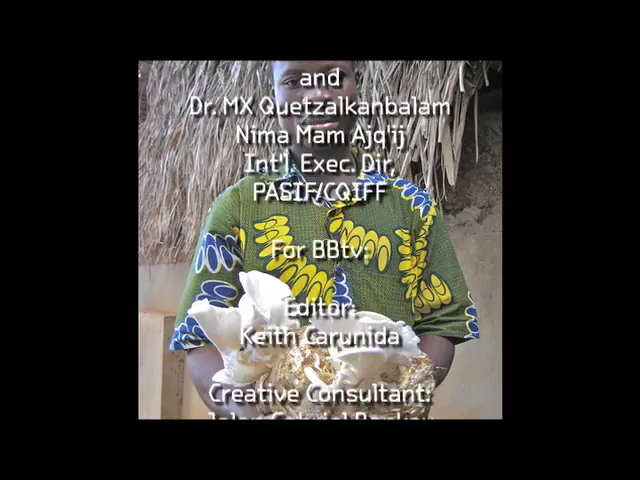 and
Dr. MX Quetzalkanbalam
Nima Mam Ajq'ij
Int'l. Exec. Dir.
PASIF/CQIFF
For BBtv:
Editor:
Keith Carunida
Creative Consultant: